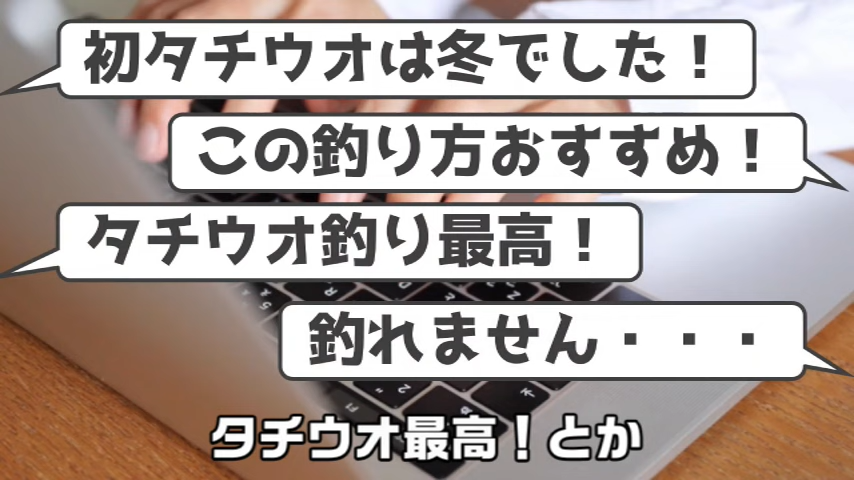 初タチウオは冬でした！
この釣り方おすすめ！
タチウオ釣り最高！
釣れません・・・
タチウオ最高！とか